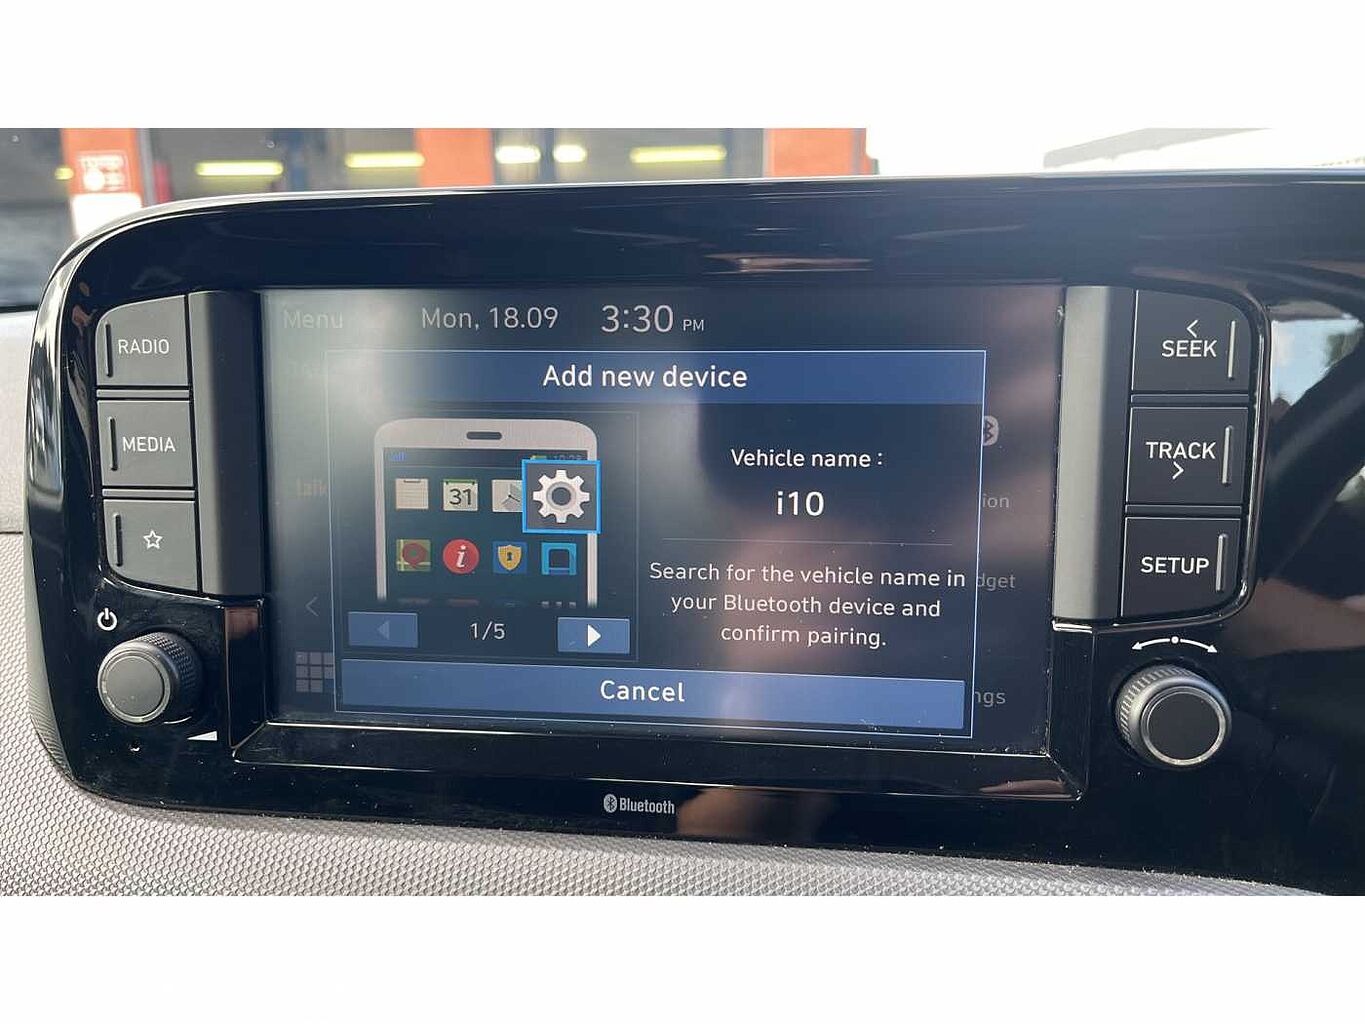 RADIO
MEDIA
Menu
Mon, 18.09
3:30 PM
Add new device
31
i
Vehicle name :
i10
Search for the vehicle name in
your Bluetooth device and
confirm pairing.
1/5
Cancel
SEEK
TRACK
SETUP
Bluetooth